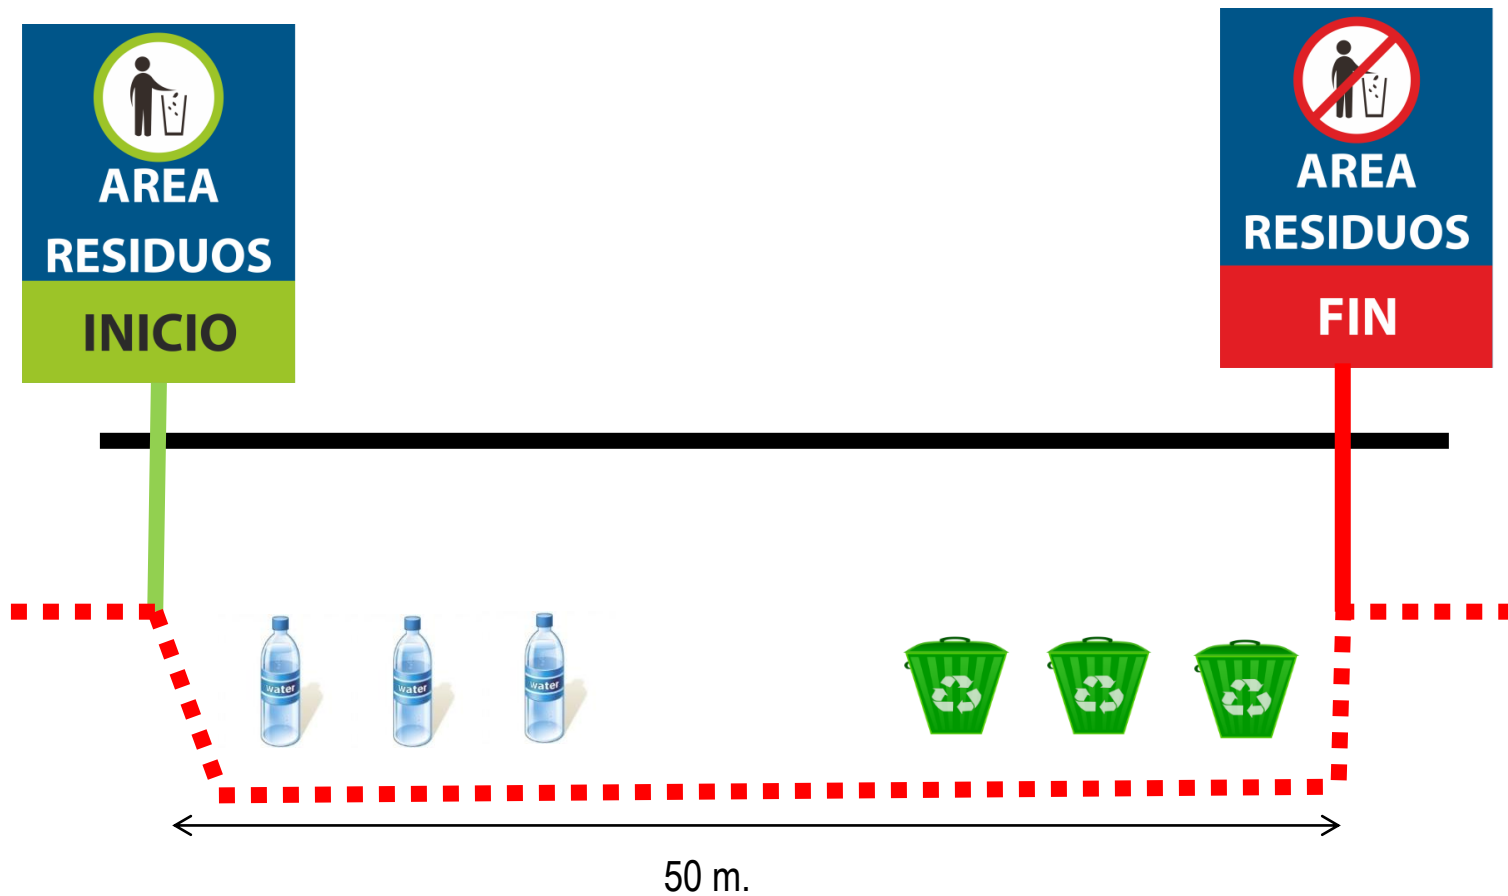 AREA
RESIDUOS
INICIO
AREA
RESIDUOS
FIN
water
water
water
50 m.